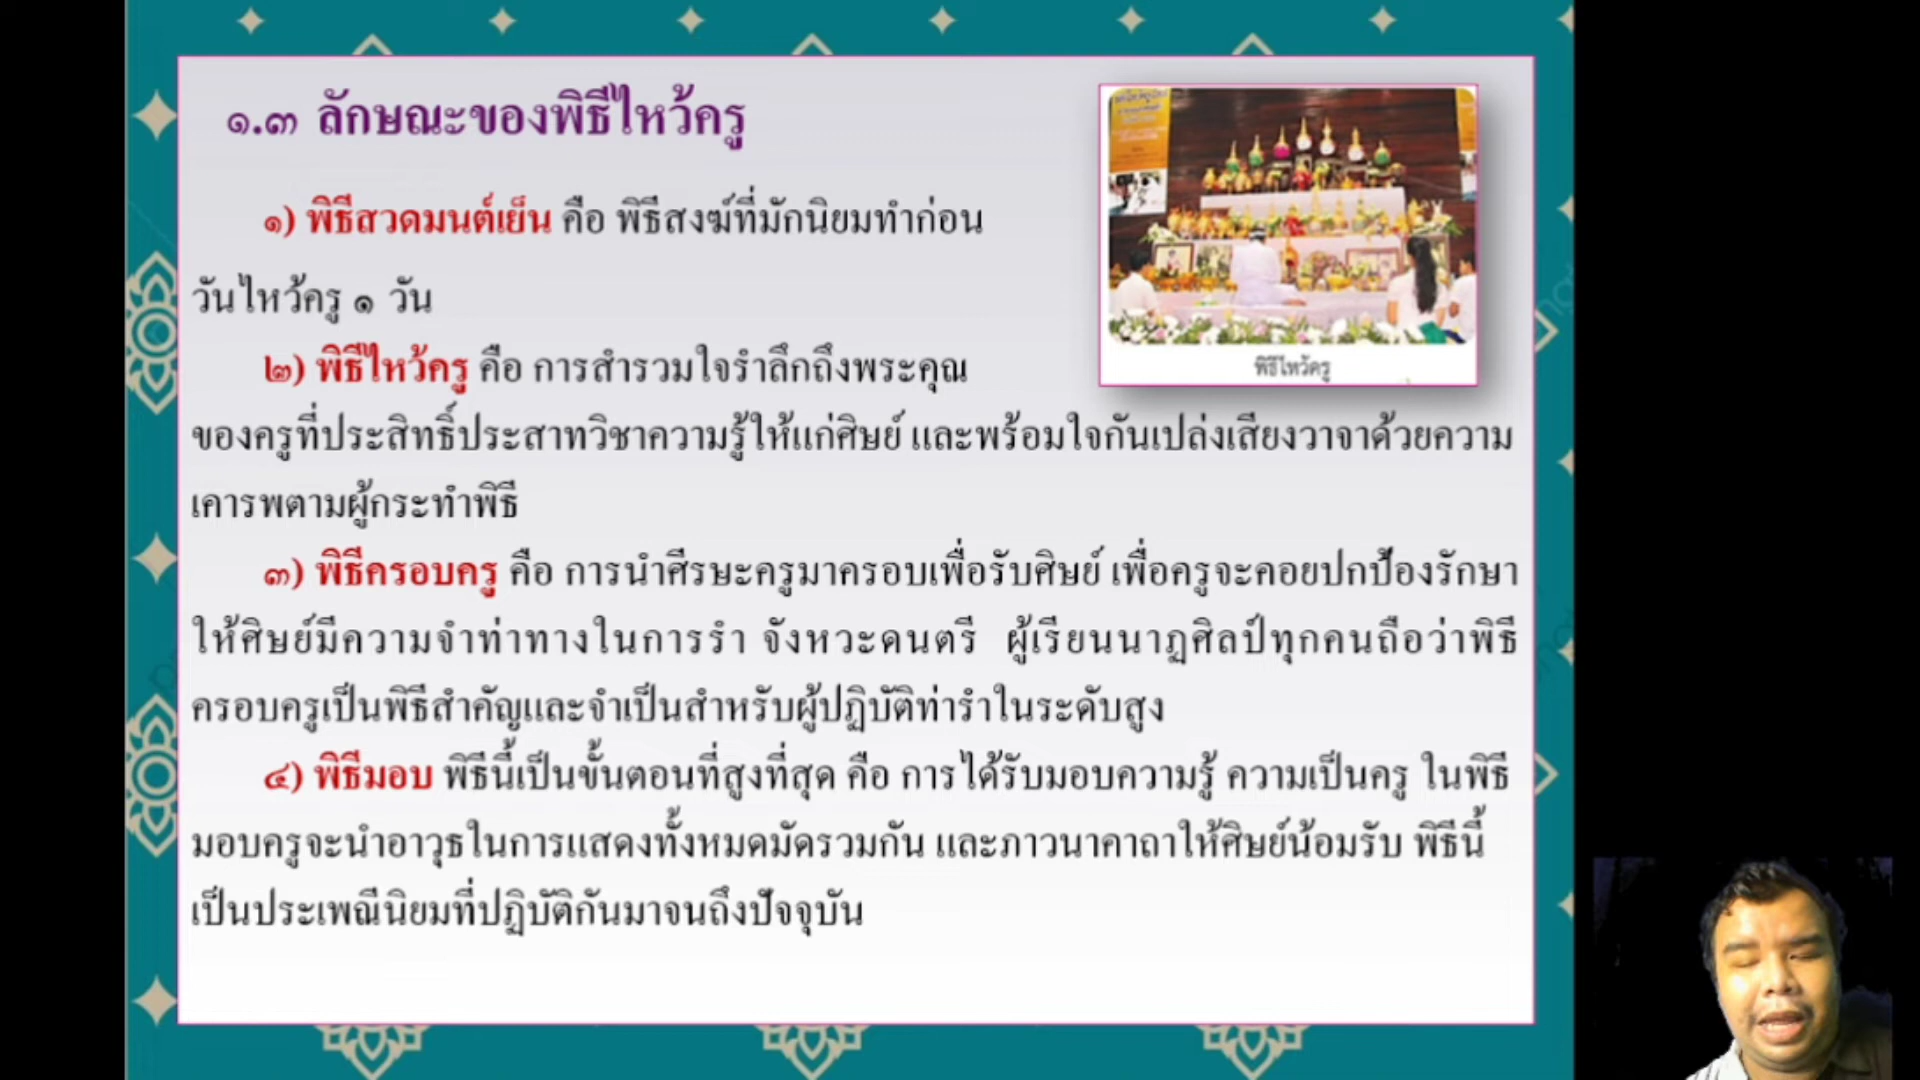 ๑.๓ ลักษณะของพิธีไหว้ครู
๑) พิธีสวดมนต์เย็น คือ พิธีสงฆ์ที่มักนิยมทำก่อน
วันไหว้ครู ๑ วัน
๒) พิธีไหว้ครู คือ การสำรวมใจรำลึกถึงพระคุณ
ของครูที่ประสิทธิ์ประสาทวิชาความรู้ให้แก่ศิษย์ และพร้อมใจกันเปล่งเสียงวาจาด้วยความ
เคารพตามผู้กระทำพิธี
๓) พิธีครอบครู คือ การนำศีรษะครูมาครอบเพื่อรับศิษย์ เพื่อครูจะคอยปกป้องรักษา
ให้ศิษย์มีความจำท่าทางในการรำ จังหวะดนตรี ผู้เรียนนาฏศิลป์ทุกคนถือว่าพิธี
ครอบครูเป็นพิธีสำคัญและจำเป็นสำหรับผู้ปฏิบัติท่ารำในระดับสูง
๔) พิธีมอบ พิธีนี้เป็นขั้นตอนที่สูงที่สุด คือ การได้รับมอบความรู้ ความเป็นครู ในพิธี
มอบครูจะนำอาวุธในการแสดงทั้งหมดมัดรวมกัน และภาวนาคาถาให้ศิษย์น้อมรับ พิธีนี้
เป็นประเพณีนิยมที่ปฏิบัติกันมาจนถึงปัจจุบัน
พิธีไหว้ครู